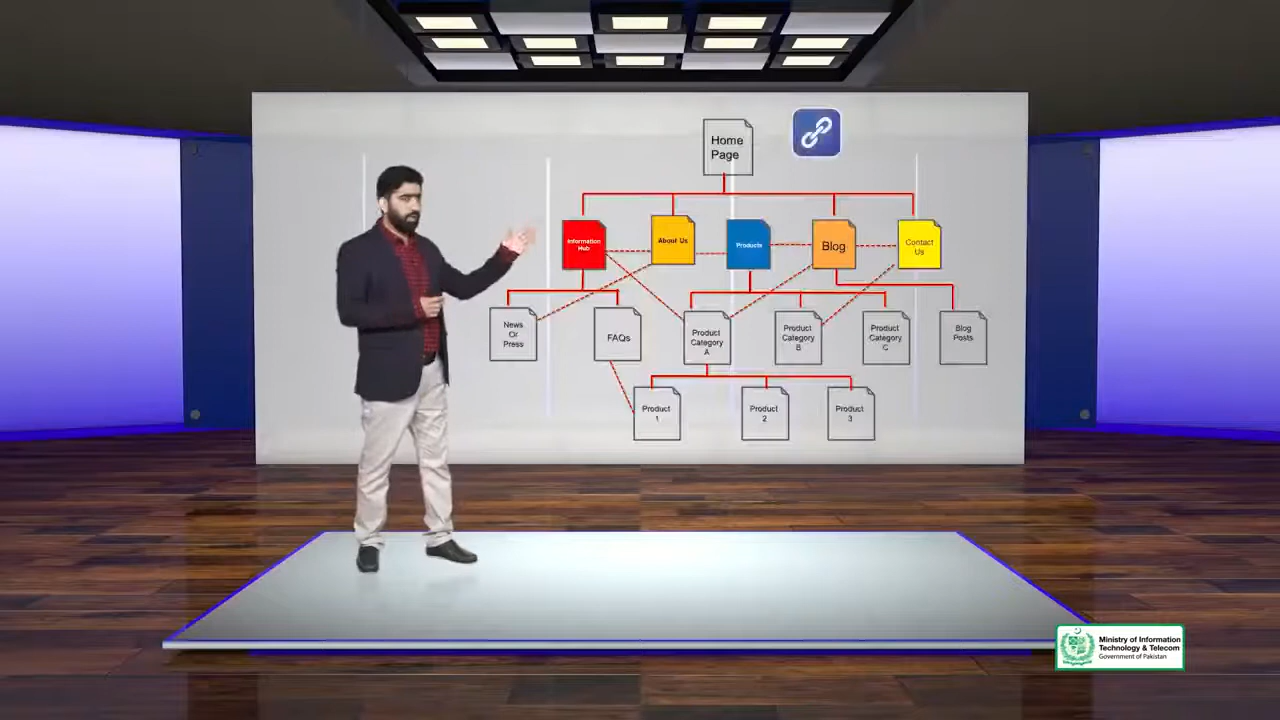 Home
Page
Information
Hub
About Us
Products
Blog
Contact
Us
News
Or
Press
FAQs
Product
Category
A
Product
Category
B
Product
Category
C
Blog
Posts
Product
1
Product
2
Product
3
Ministry of Information
Technology & Telecom
Government of Pakistan